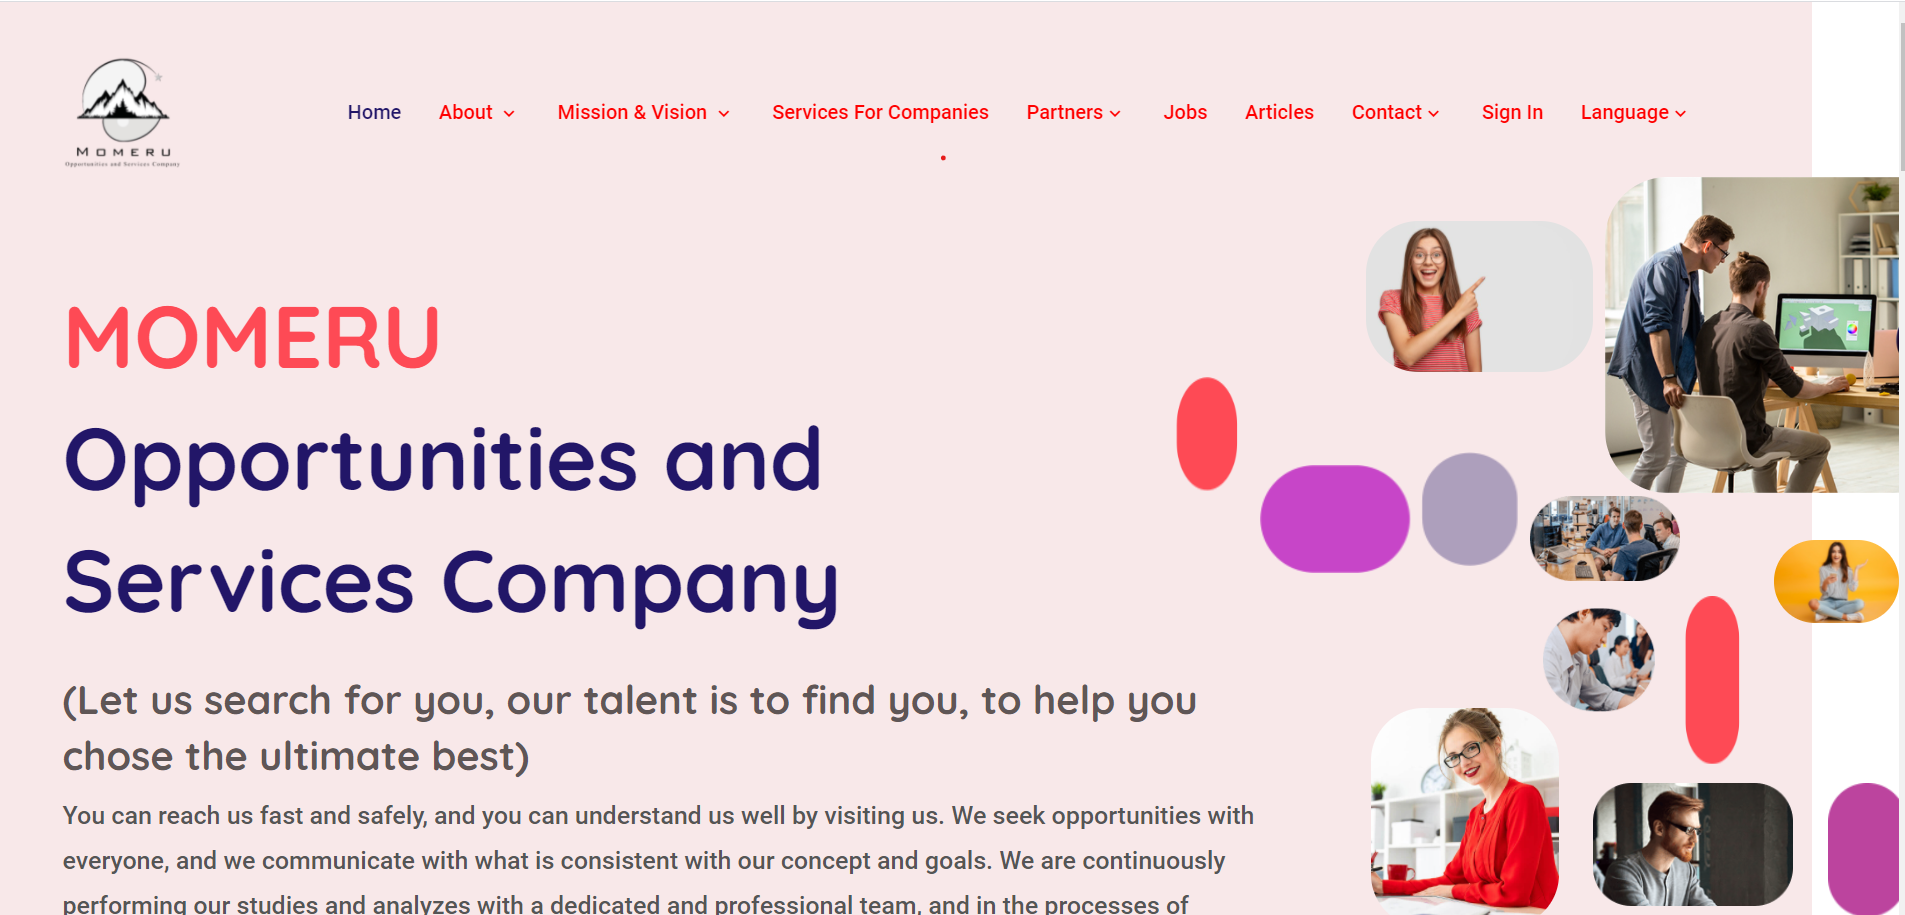 MOMERU
Opportunities and Services Company
Home About Mission & Vision Services For Companies Partners Jobs Articles Contact Sign In Language
MOMERU
Opportunities and
Services Company
(Let us search for you, our talent is to find you, to help you
chose the ultimate best)
You can reach us fast and safely, and you can understand us well by visiting us. We seek opportunities with
everyone, and we communicate with what is consistent with our concept and goals. We are continuously
performing our studies and analyzes with a dedicated and professional team, and in the processes of